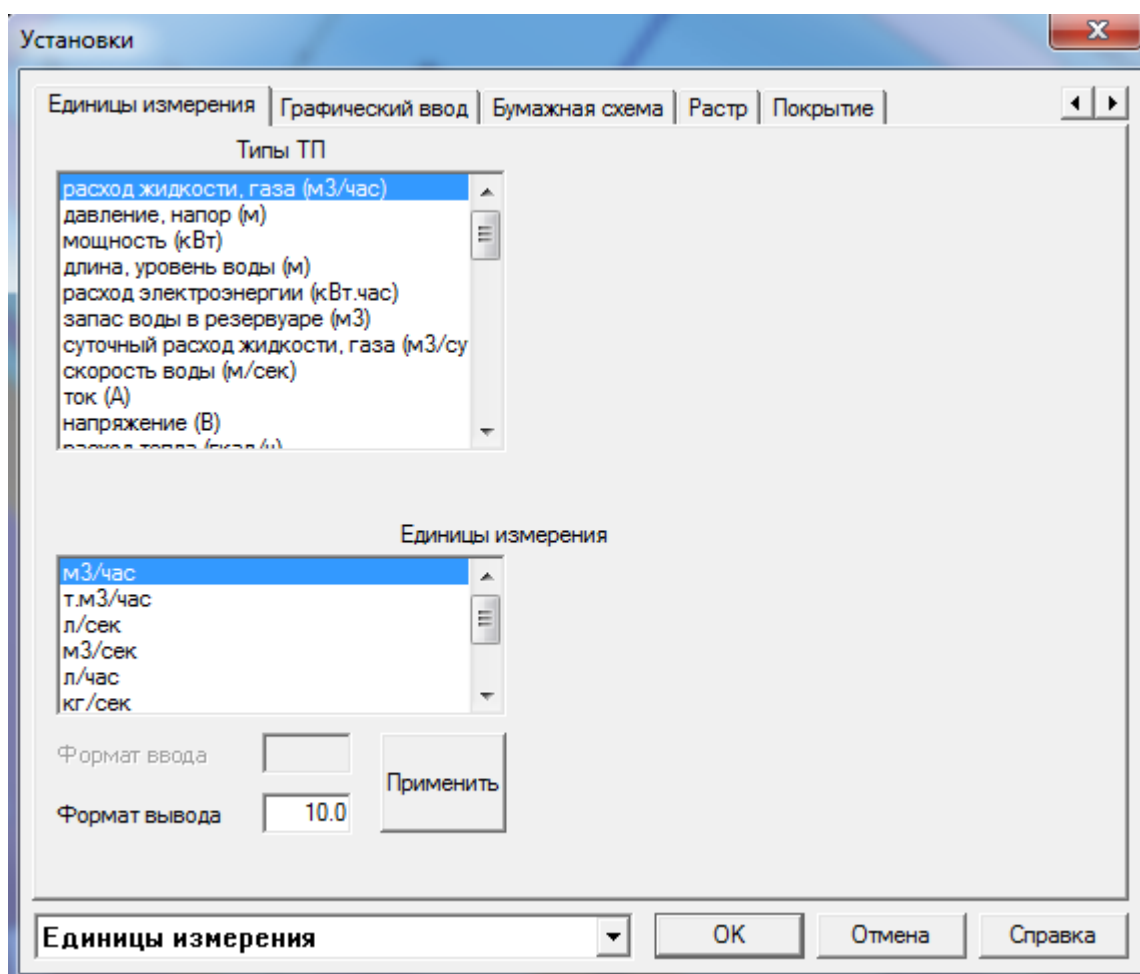 Установки
Единицы измерения
Графический ввод
Бумажная схема
Растр
Покрытие
Типы ТП
расход жидкости, газа (м3/час)
давление, напор (м)
мощность (кВт)
длина, уровень воды (м)
расход электроэнергии (кВт.час)
запас воды в резервуаре (м3)
суточный расход жидкости, газа (м3/су
скорость воды (м/сек)
ток (А)
напряжение (В)
расход тепла (гкал/ч)
Единицы измерения
м3/час
т.м3/час
л/сек
м3/сек
л/час
кг/сек
Формат ввода
Применить
Формат вывода 10.0
Единицы измерения
OK
Отмена
Справка